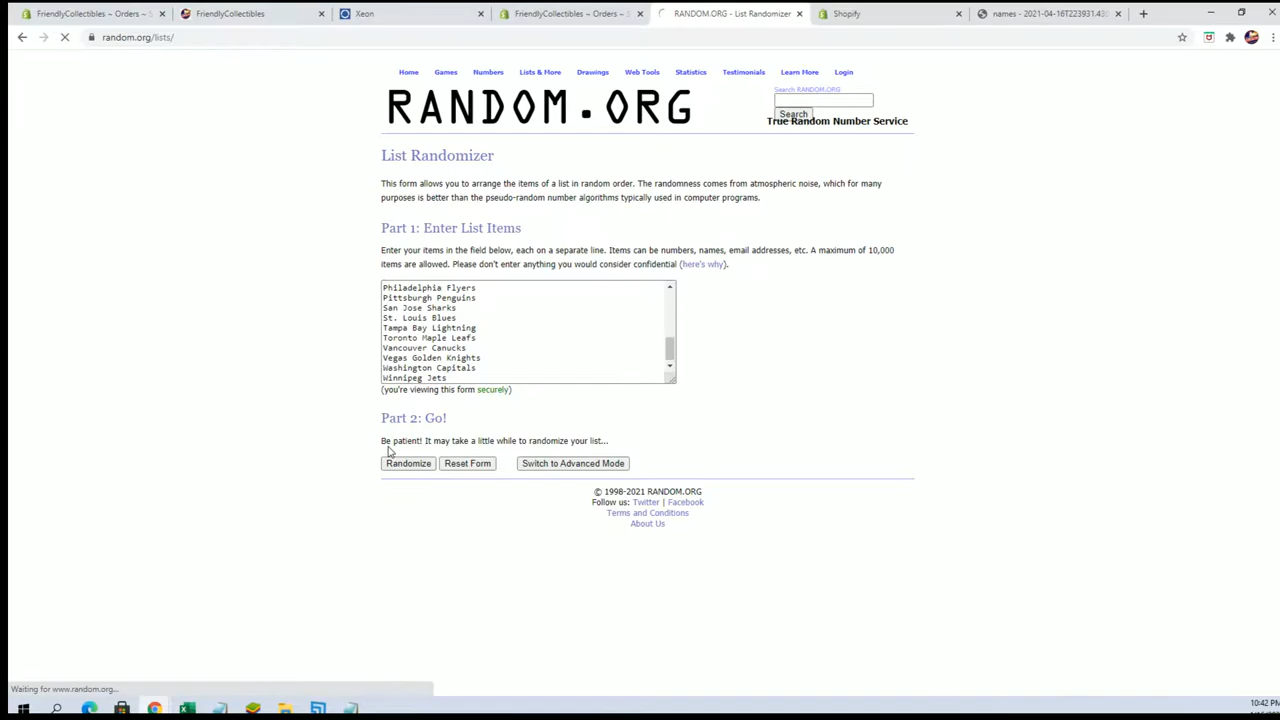 FriendlyCollectibles ~ Orders ~ S
FriendlyCollectibles
Xeon
FriendlyCollectibles ~ Orders ~ S
RANDOM.ORG - List Randomizer
Shopify
names - 2021-04-16T223931.43
random.org/lists/
Home Games Numbers Lists & More Drawings Web Tools Statistics Testimonials Learn More Login
Search RANDOM.ORG
RANDOM.ORG
Search
True Random Number Service
List Randomizer
This form allows you to arrange the items of a list in random order. The randomness comes from atmospheric noise, which for many
purposes is better than the pseudo-random number algorithms typically used in computer programs.
Part 1: Enter List Items
Enter your items in the field below, each on a separate line. Items can be numbers, names, email addresses, etc. A maximum of 10,000
items are allowed. Please don't enter anything you would consider confidential (here's why).
Philadelphia Flyers
Pittsburgh Penguins
San Jose Sharks
St. Louis Blues
Tampa Bay Lightning
Toronto Maple Leafs
Vancouver Canucks
Vegas Golden Knights
Washington Capitals
Winnipeg Jets
(you're viewing this form securely)
Part 2: Go!
Be patient! It may take a little while to randomize your list...
Randomize Reset Form Switch to Advanced Mode
© 1998-2021 RANDOM.ORG
Follow us: Twitter | Facebook
Terms and Conditions
About Us
Waiting for www.random.org...
10:42 PM